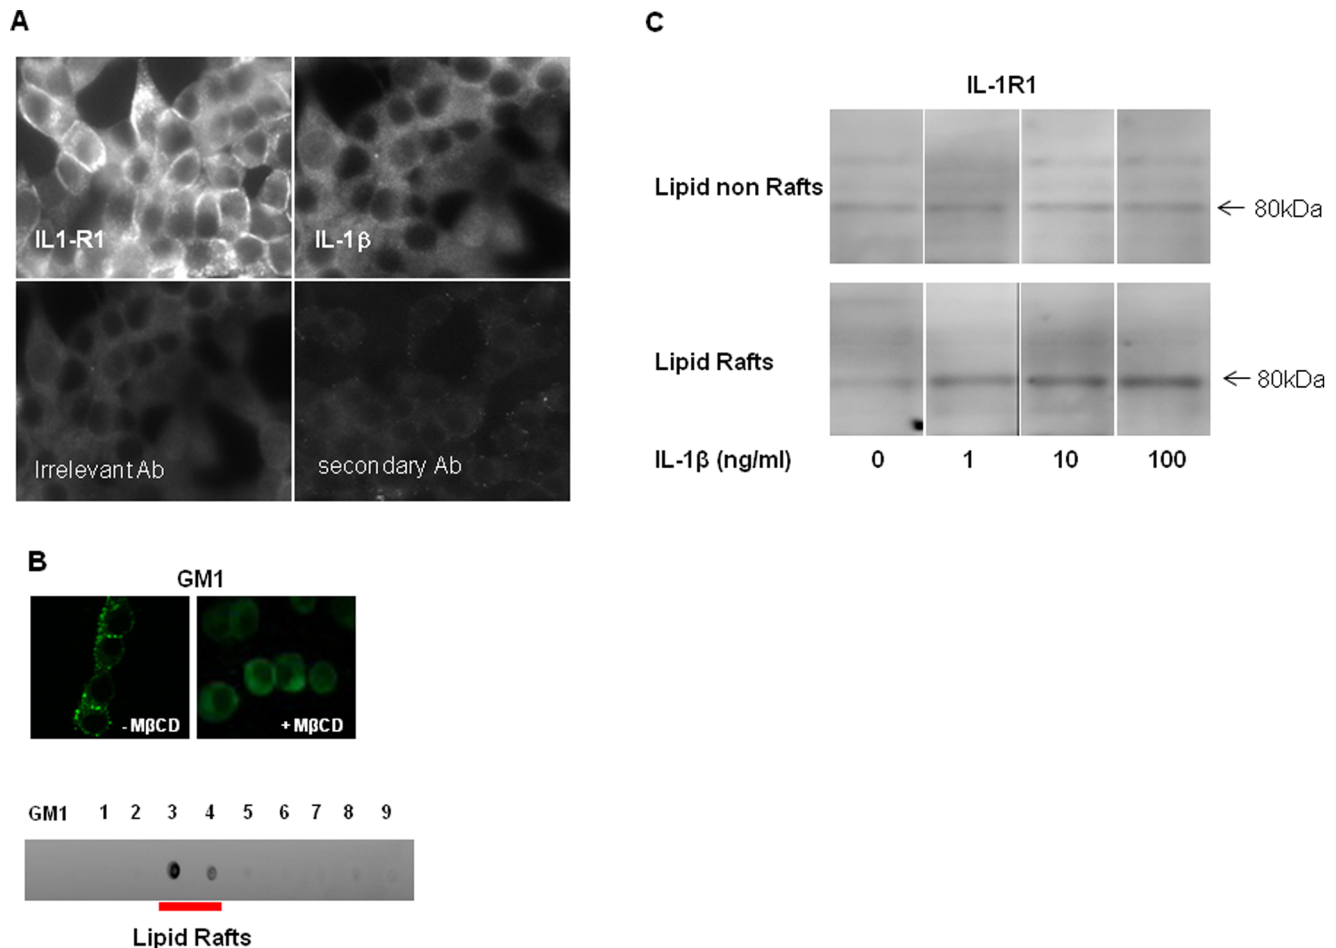 A
IL1-R1
IL-1β
Irrelevant Ab
secondary Ab
B
GM1
- MβCD
+ MβCD
GM1 1 2 3 4 5 6 7 8 9
Lipid Rafts
C
IL-1R1
Lipid non Rafts
80kDa
Lipid Rafts
80kDa
IL-1β (ng/ml) 0 1 10 100